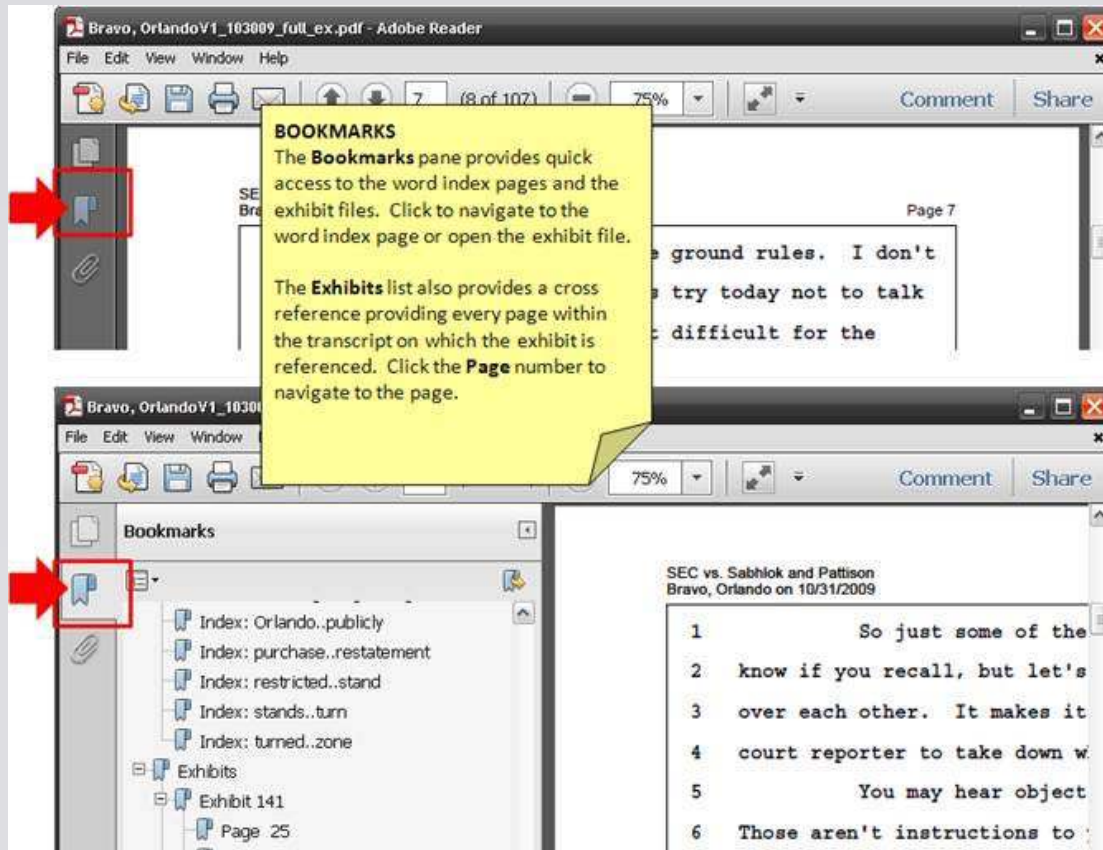 Bravo, OrlandoV1_103009_full_ex.pdf - Adobe Reader
File Edit View Window Help
7 (8 of 107) 75% Comment Share
BOOKMARKS
The Bookmarks pane provides quick
access to the word index pages and the
exhibit files. Click to navigate to the
word index page or open the exhibit file.
The Exhibits list also provides a cross
reference providing every page within
the transcript on which the exhibit is
referenced. Click the Page number to
navigate to the page.
SE
Bra
Page 7
ground rules. I don't
try today not to talk
difficult for the
Bravo, OrlandoV1_1030
File Edit View Window
75% Comment Share
Bookmarks
Index: Orlando..publicly
Index: purchase..restatement
Index: restricted..stand
Index: stands..turn
Index: turned..zone
Exhibits
Exhibit 141
Page 25
SEC vs. Sabhlok and Pattison
Bravo, Orlando on 10/31/2009
1 So just some of the
2 know if you recall, but let's
3 over each other. It makes it
4 court reporter to take down
5 You may hear object
6 Those aren't instructions to